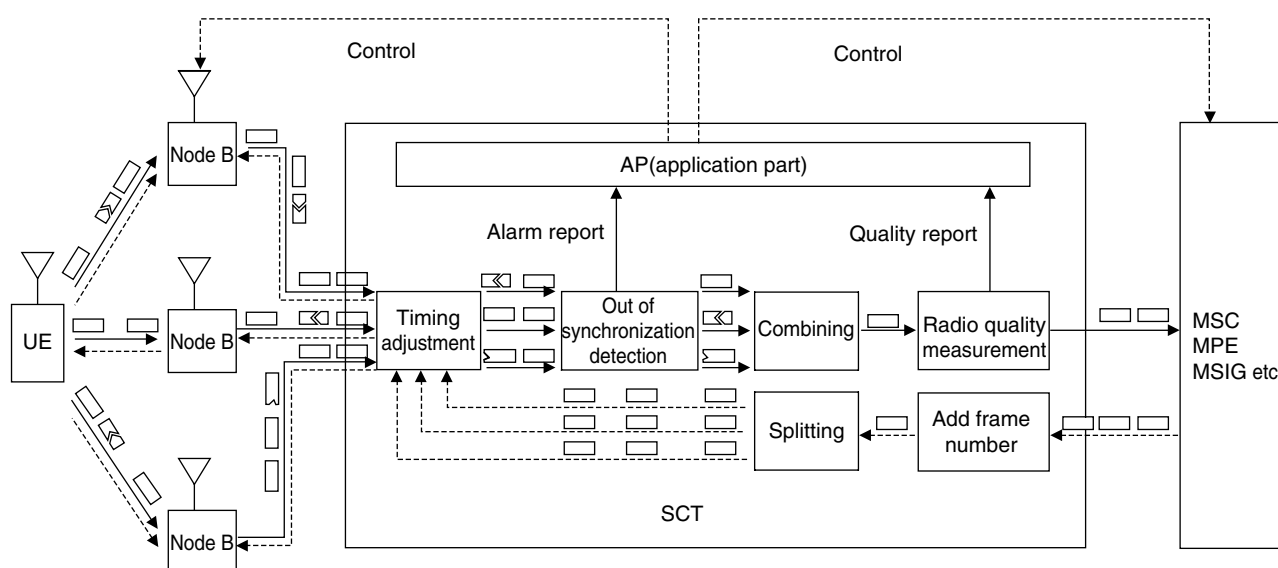 Control
Control
Node B
AP(application part)
Alarm report
Quality report
UE
Node B
Timing
adjustment
Out of
synchronization
detection
Combining
Radio quality
measurement
MSC
MPE
MSIG etc
Splitting
Add frame
number
SCT
Node B